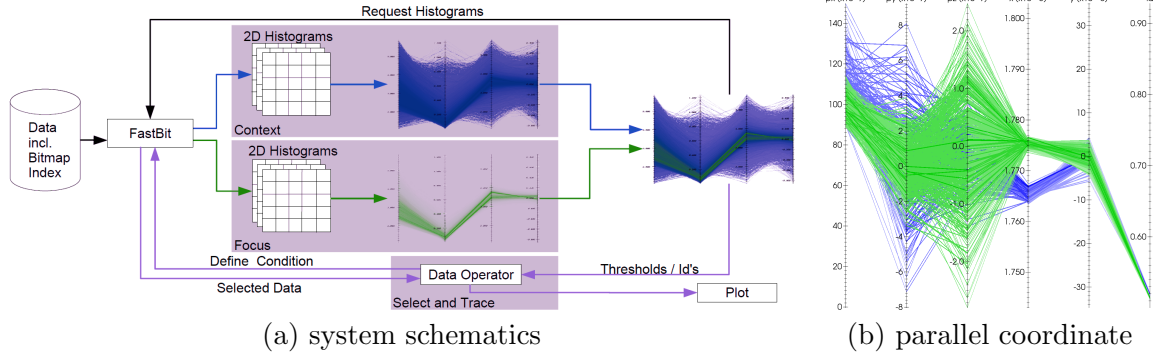 Request Histograms
2D Histograms
Context
Data
incl.
Bitmap
Index
FastBit
2D Histograms
Focus
Define Condition
Selected Data
Data Operator
Select and Trace
Thresholds / Id's
Plot
(a) system schematics
140
120
100
80
60
40
20
0
8
6
4
2
0
-2
-4
-6
-8
2.0
1.0
0.0
-1.0
-2.0
1.800
1.790
1.780
1.770
1.760
1.750
30
20
10
0
-10
-20
-30
0.90
0.80
0.70
0.60
(b) parallel coordinate